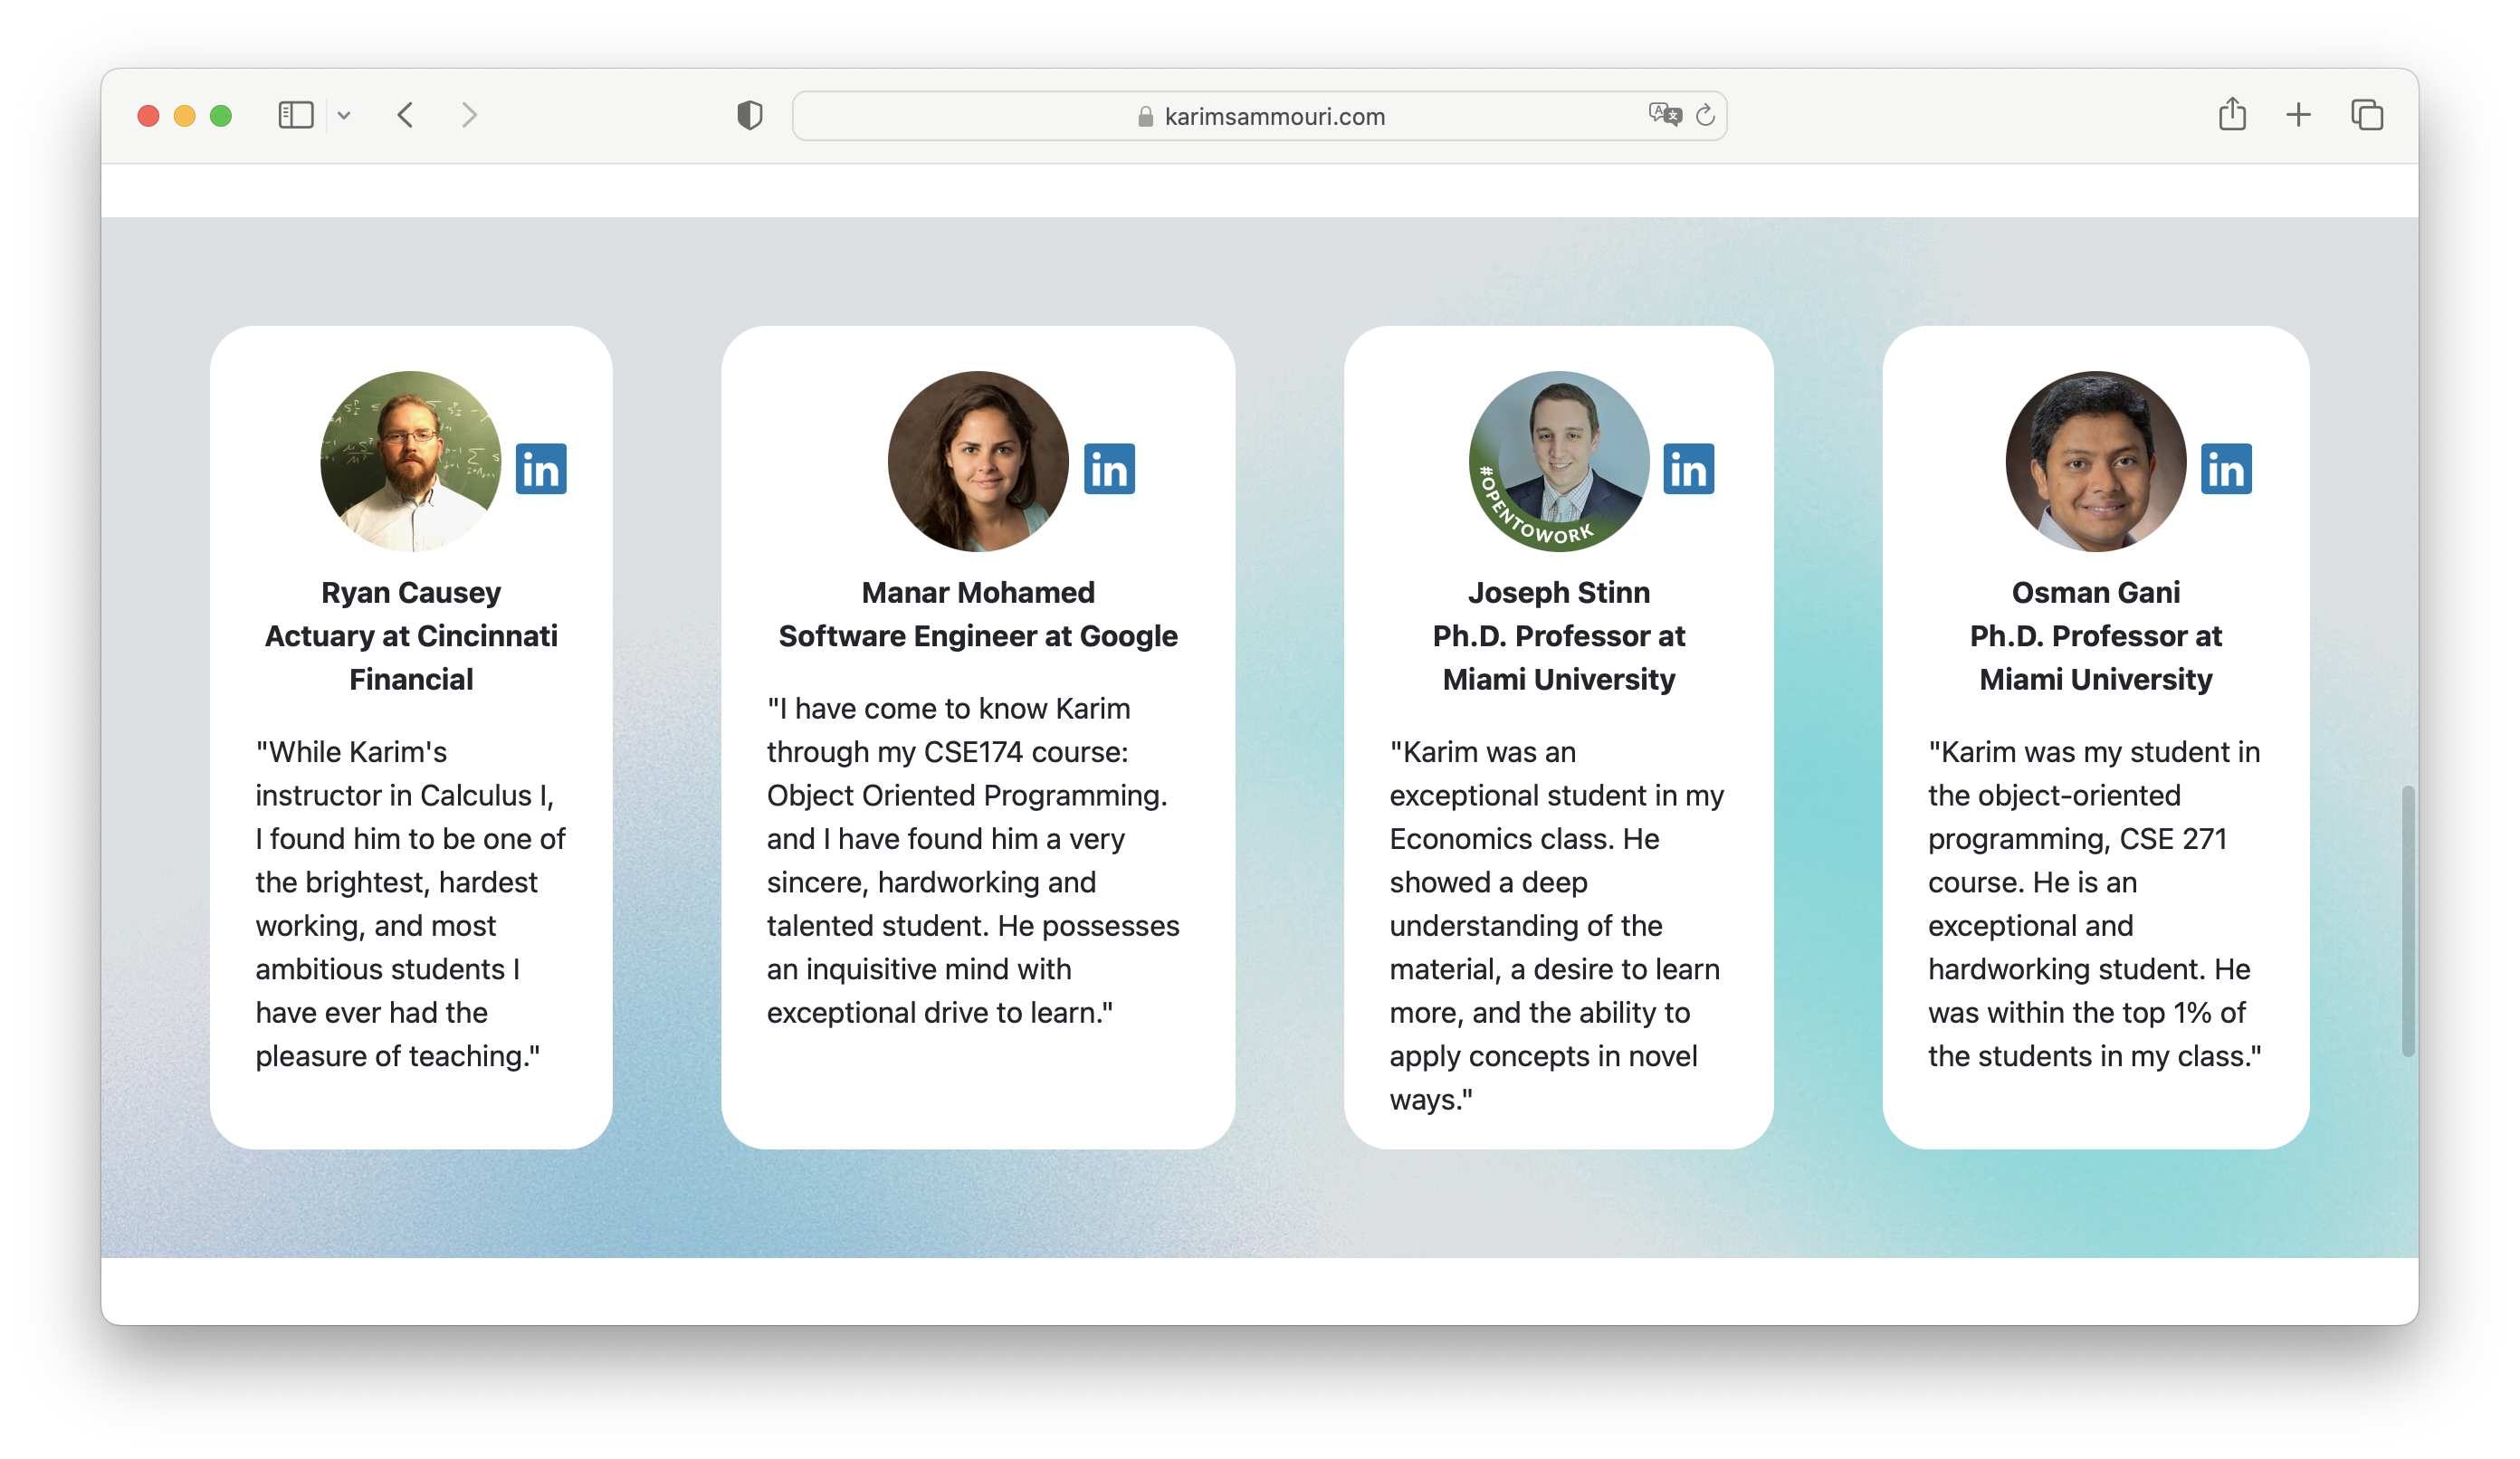 karimsammouri.com
in
in
#OPENTOWORK
in
in
Ryan Causey
Actuary at Cincinnati
Financial
"While Karim's
instructor in Calculus I,
I found him to be one of
the brightest, hardest
working, and most
ambitious students I
have ever had the
pleasure of teaching."
Manar Mohamed
Software Engineer at Google
"I have come to know Karim
through my CSE174 course:
Object Oriented Programming.
and I have found him a very
sincere, hardworking and
talented student. He possesses
an inquisitive mind with
exceptional drive to learn."
Joseph Stinn
Ph.D. Professor at
Miami University
"Karim was an
exceptional student in my
Economics class. He
showed a deep
understanding of the
material, a desire to learn
more, and the ability to
apply concepts in novel
ways."
Osman Gani
Ph.D. Professor at
Miami University
"Karim was my student in
the object-oriented
programming, CSE 271
course. He is an
exceptional and
hardworking student. He
was within the top 1% of
the students in my class."